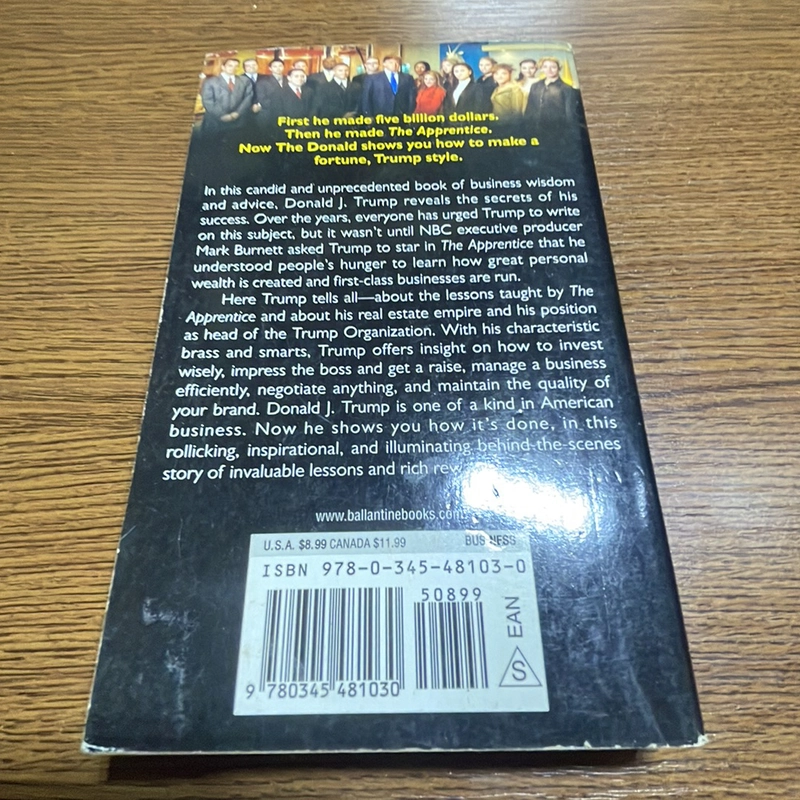 First he made five billion dollars.
Then he made The Apprentice.
Now The Donald shows you how to make a
fortune, Trump style.
In this candid and unprecedented book of business wisdom
and advice, Donald J. Trump reveals the secrets of his
success. Over the years, everyone has urged Trump to write
on this subject, but it wasn't until NBC executive producer
Mark Burnett asked Trump to star in The Apprentice that he
understood people's hunger to learn how great personal
wealth is created and first-class businesses are run.
Here Trump tells all—about the lessons taught by The
Apprentice and about his real estate empire and his position
as head of the Trump Organization. With his characteristic
brass and smarts, Trump offers insight on how to invest
wisely, impress the boss and get a raise, manage a business
efficiently, negotiate anything, and maintain the quality of
your brand. Donald J. Trump is one of a kind in American
business. Now he shows you how it's done, in this
rollicking, inspirational, and illuminating behind-the-scenes
story of invaluable lessons and rich
www.ballantinebooks.com
U.S.A. $8.99 CANADA $11.99 BUSINESS
ISBN 978-0-345-48103-0
50899
9 780345 481030
EAN
S